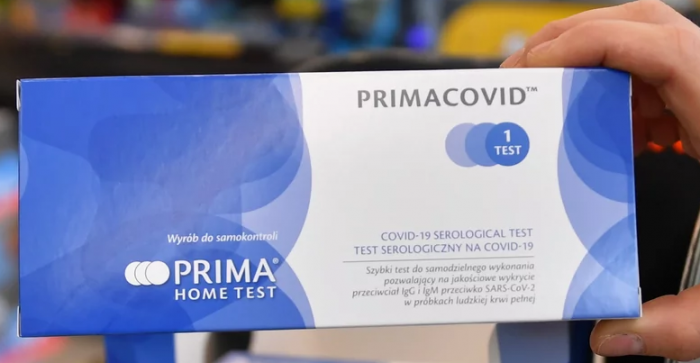 PRIMACOVID™
1
TEST
Wyrób do samokontroli
PRIMA®
HOME TEST
COVID-19 SEROLOGICAL TEST
TEST SEROLOGICZNY NA COVID-19
Szybki test do samodzielnego wykonania
pozwalający na jakościowe wykrycie
przeciwciał IgG i IgM przeciwko SARS-CoV-2
w próbkach ludzkiej krwi pełnej